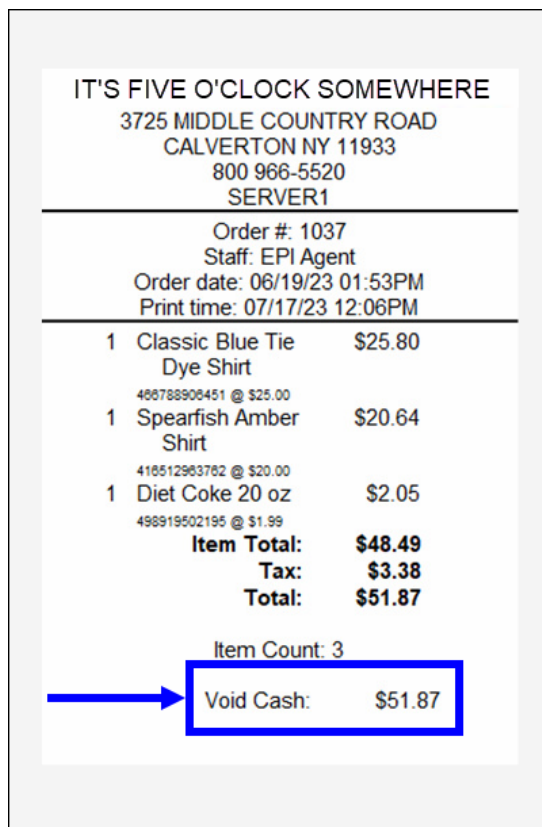 IT'S FIVE O'CLOCK SOMEWHERE
3725 MIDDLE COUNTRY ROAD
CALVERTON NY 11933
800 966-5520
SERVER1
Order #: 1037
Staff: EPI Agent
Order date: 06/19/23 01:53PM
Print time: 07/17/23 12:06PM
1 Classic Blue Tie $25.80
Dye Shirt
466788906451 @ $25.00
1 Spearfish Amber $20.64
Shirt
416512963762 @ $20.00
1 Diet Coke 20 oz $2.05
498919502195 @ $1.99
Item Total: $48.49
Tax: $3.38
Total: $51.87
Item Count: 3
Void Cash: $51.87